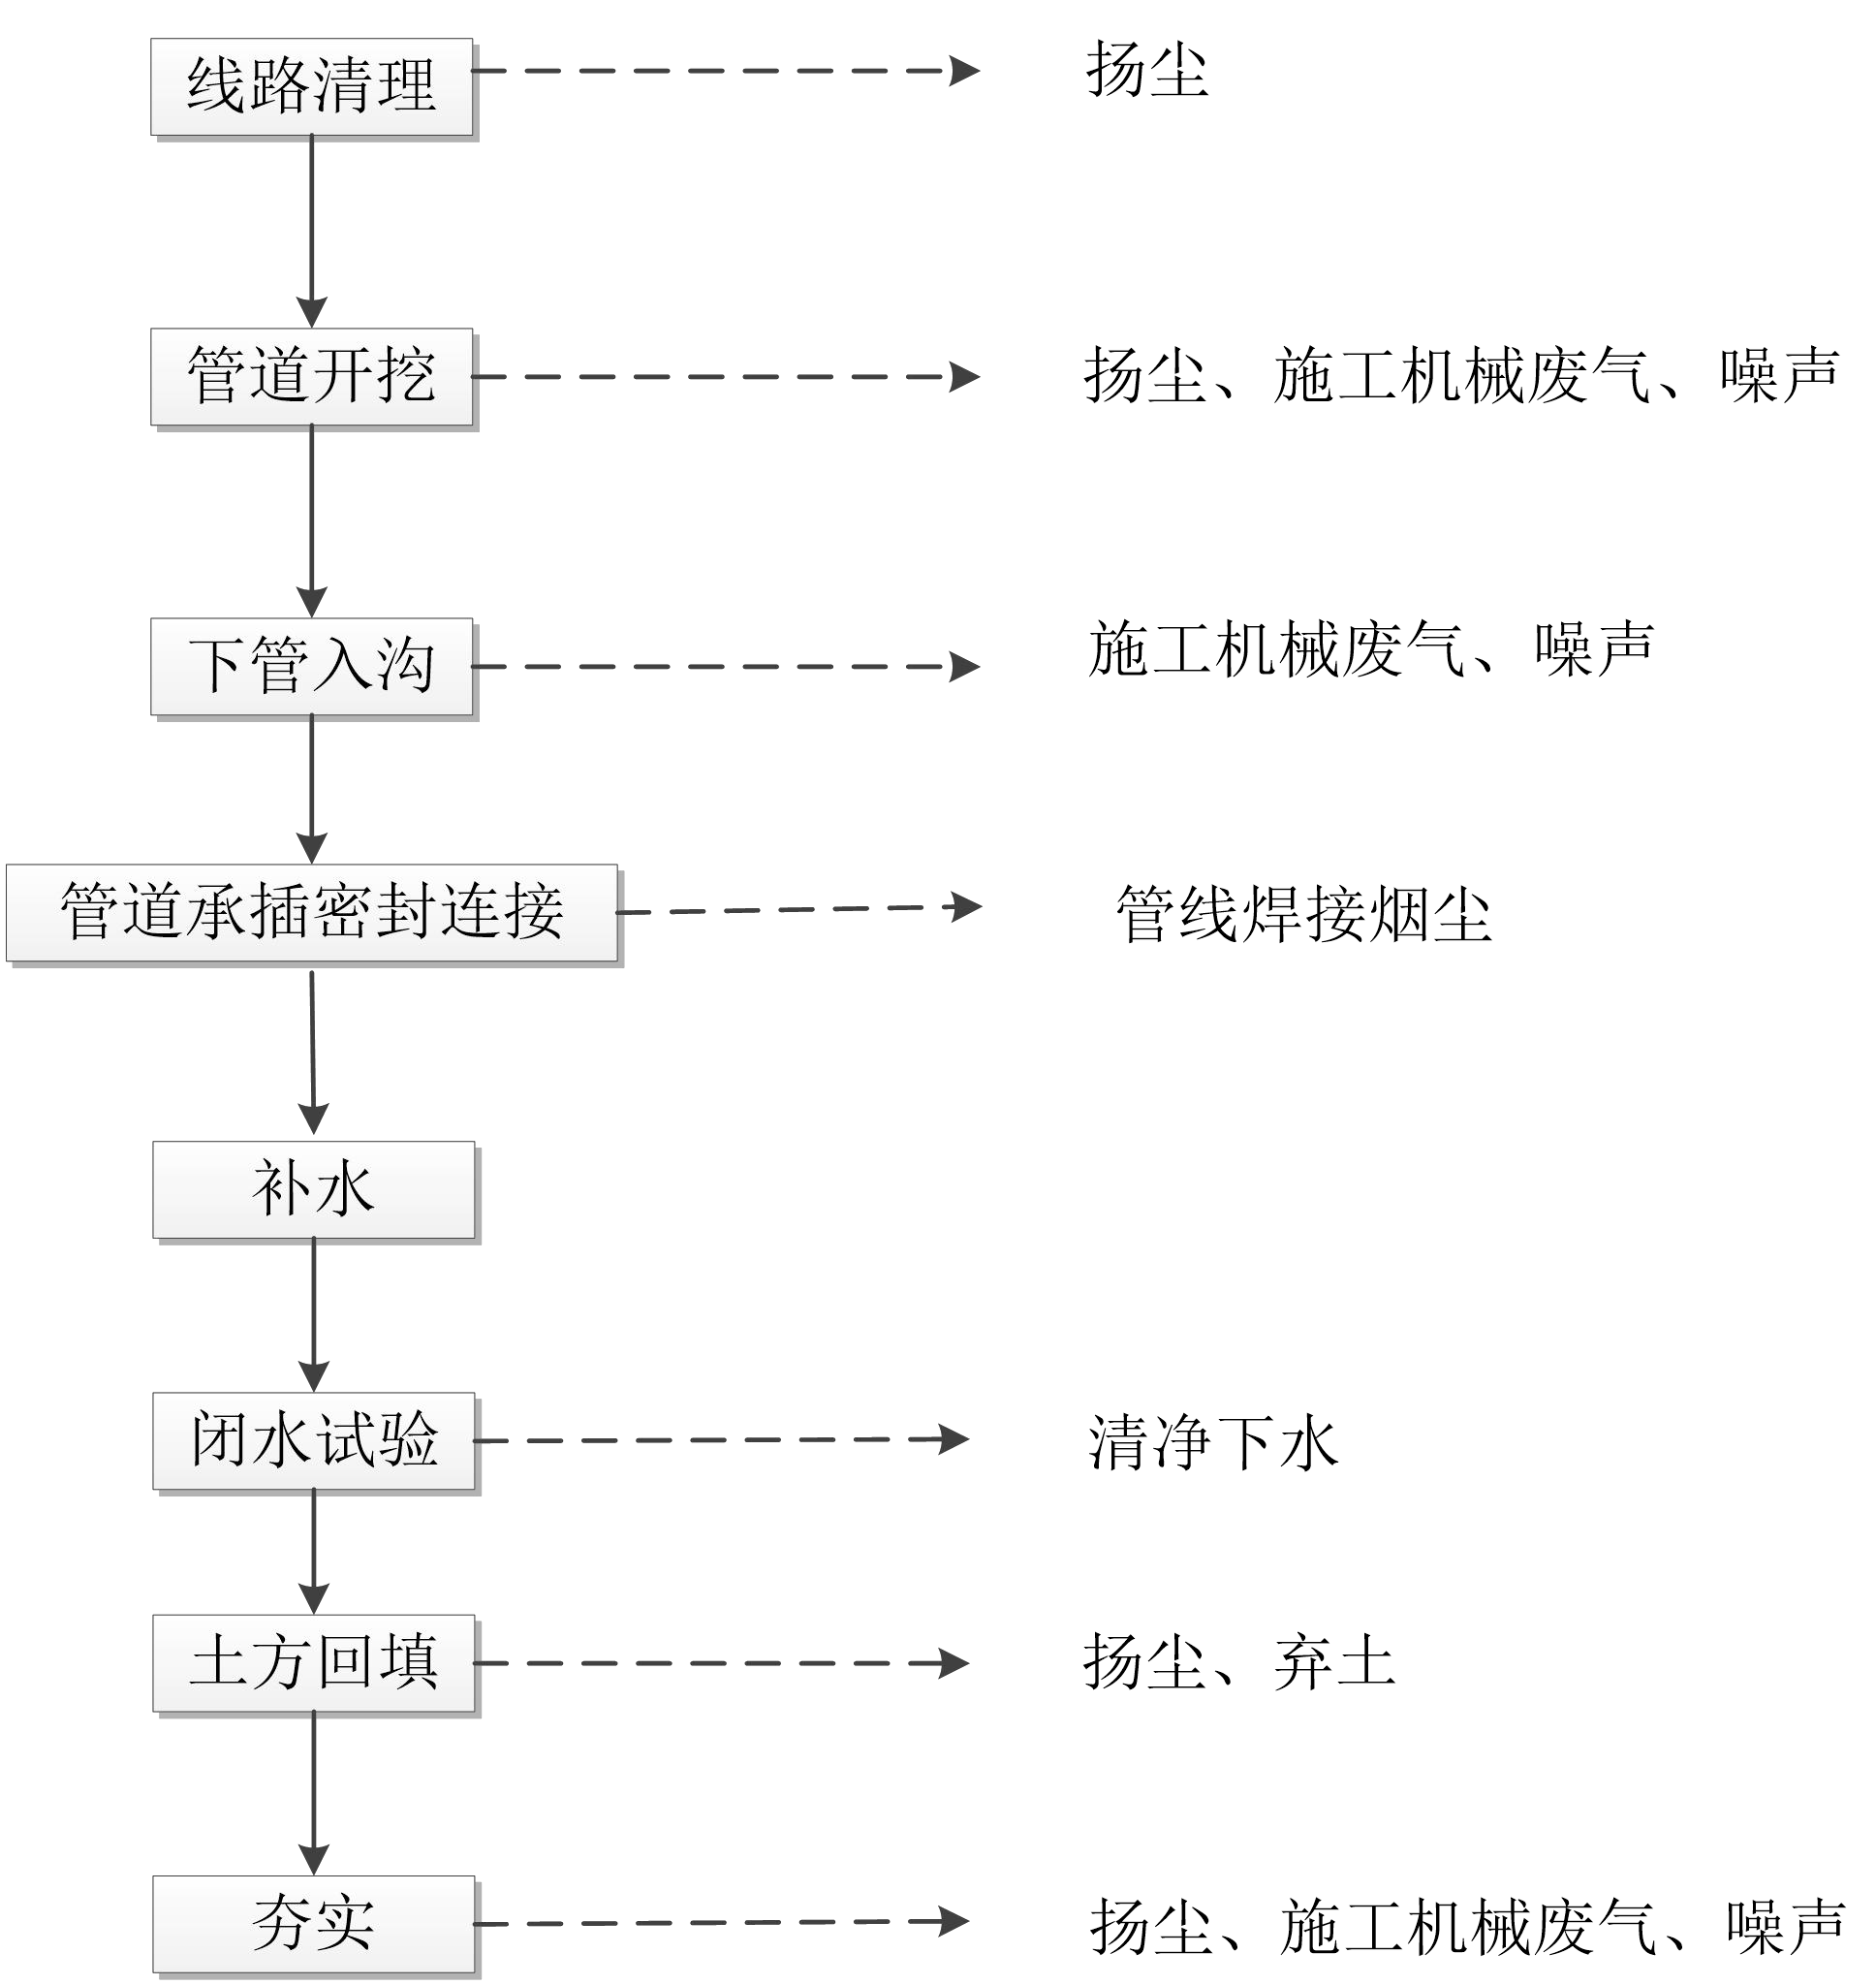 线路清理
扬尘
管道开挖
扬尘、施工机械废气、噪声
下管入沟
施工机械废气、噪声
管道承插密封连接
管线焊接烟尘
补水
闭水试验
清净下水
土方回填
扬尘、弃土
夯实
扬尘、施工机械废气、噪声